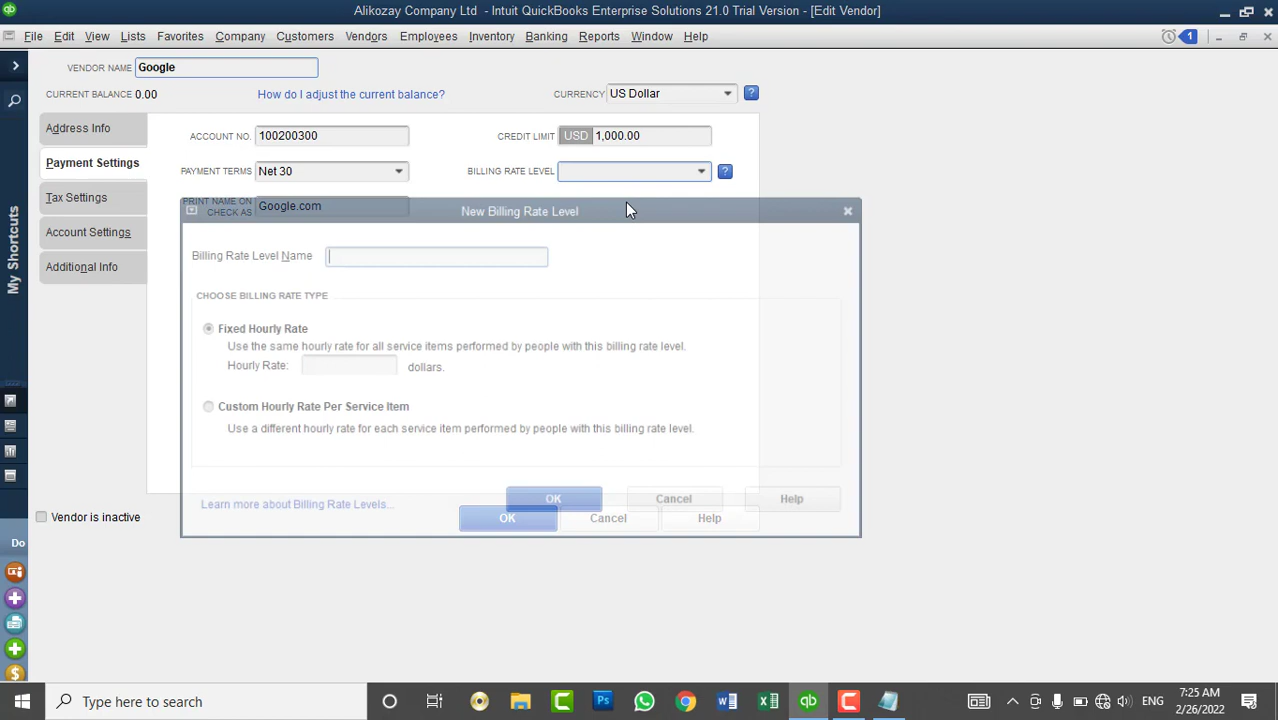 Alikozay Company Ltd - Intuit QuickBooks Enterprise Solutions 21.0 Trial Version - [Edit Vendor]
File Edit View Lists Favorites Company Customers Vendors Employees Inventory Banking Reports Window Help
1
VENDOR NAME Google
CURRENT BALANCE 0.00 How do I adjust the current balance? CURRENCY US Dollar ?
Address Info
ACCOUNT NO. 100200300 CREDIT LIMIT USD 1,000.00
Payment Settings
PAYMENT TERMS Net 30 BILLING RATE LEVEL ?
Tax Settings
PRINT NAME ON CHECK AS Google.com
New Billing Rate Level
Account Settings
Billing Rate Level Name
Additional Info
CHOOSE BILLING RATE TYPE
Fixed Hourly Rate
Use the same hourly rate for all service items performed by people with this billing rate level.
Hourly Rate: dollars.
Custom Hourly Rate Per Service Item
Use a different hourly rate for each service item performed by people with this billing rate level.
Learn more about Billing Rate Levels... OK Cancel Help
Vendor is inactive OK Cancel Help
My Shortcuts
Do
Type here to search
ENG
7:25 AM
2/26/2022